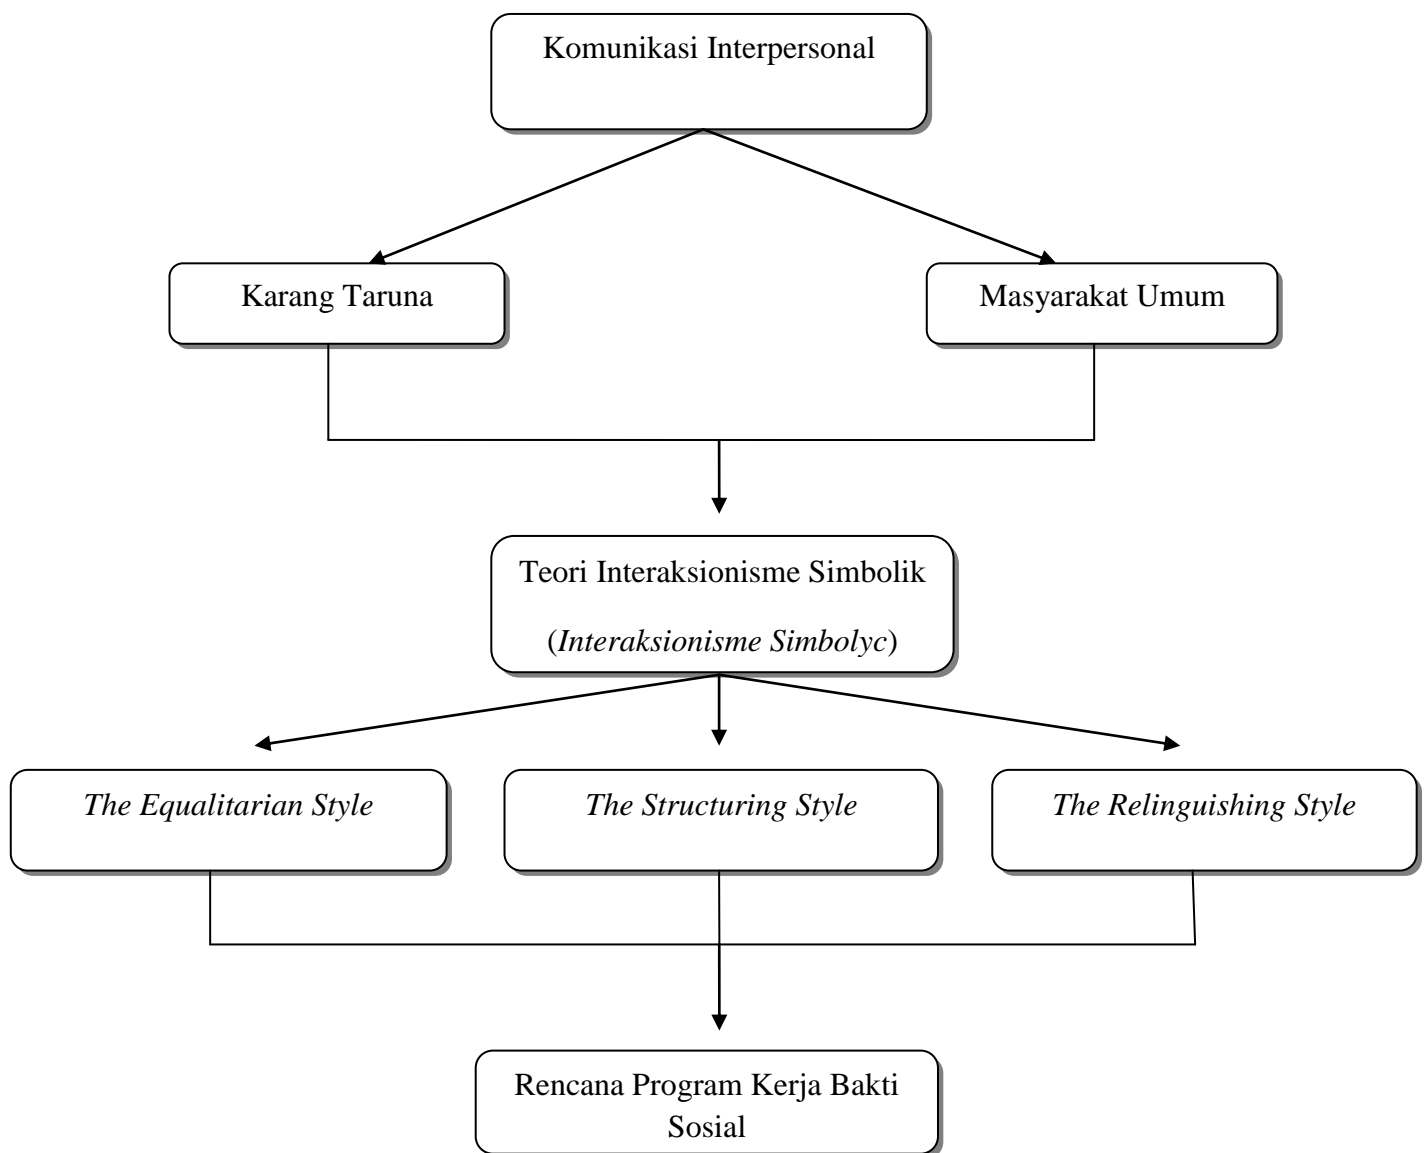 Komunikasi Interpersonal
Karang Taruna
Masyarakat Umum
Teori Interaksionisme Simbolik
(Interaksionisme Simbolyc)
The Equalitarian Style
The Structuring Style
The Relinguishing Style
Rencana Program Kerja Bakti
Sosial